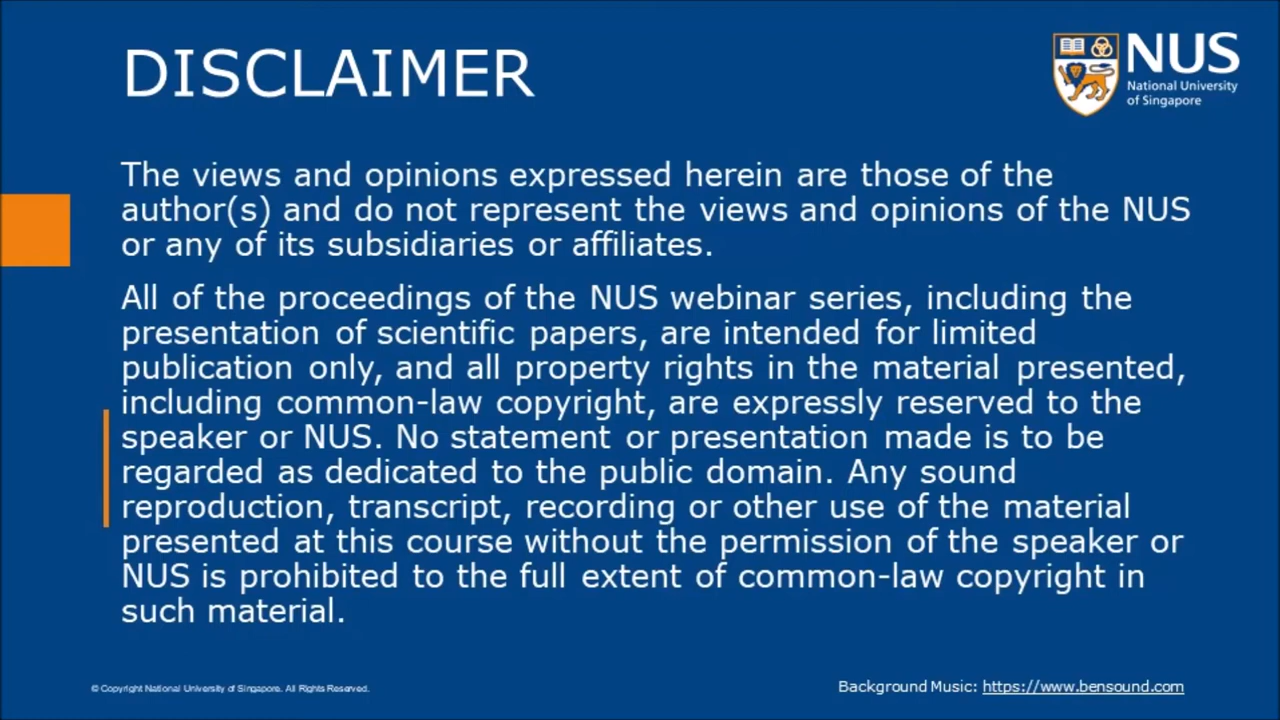 DISCLAIMER
NUS
National University
of Singapore
The views and opinions expressed herein are those of the
author(s) and do not represent the views and opinions of the NUS
or any of its subsidiaries or affiliates.
All of the proceedings of the NUS webinar series, including the
presentation of scientific papers, are intended for limited
publication only, and all property rights in the material presented,
including common-law copyright, are expressly reserved to the
speaker or NUS. No statement or presentation made is to be
regarded as dedicated to the public domain. Any sound
reproduction, transcript, recording or other use of the material
presented at this course without the permission of the speaker or
NUS is prohibited to the full extent of common-law copyright in
such material.
© Copyright National University of Singapore. All Rights Reserved.
Background Music: https://www.bensound.com